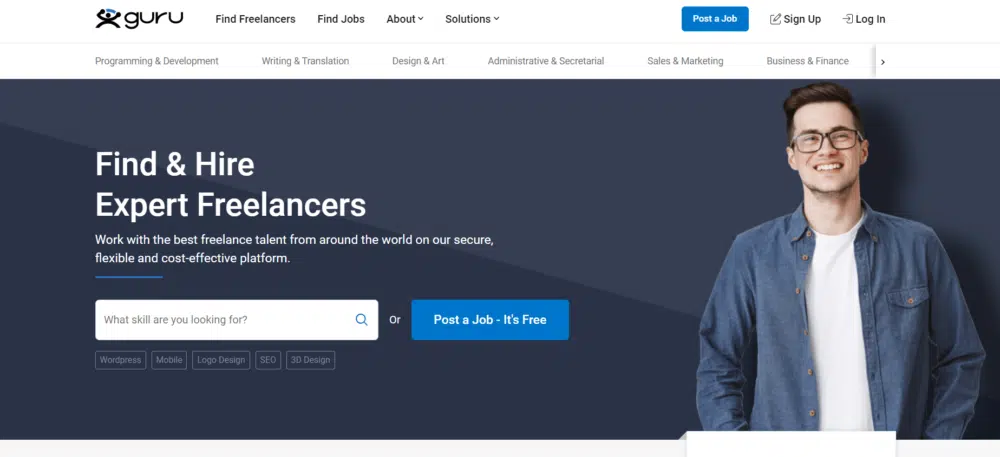 guru Find Freelancers Find Jobs About Solutions Post a Job Sign Up Log In
Programming & Development Writing & Translation Design & Art Administrative & Secretarial Sales & Marketing Business & Finance
Find & Hire
Expert Freelancers
Work with the best freelance talent from around the world on our secure,
flexible and cost-effective platform.
What skill are you looking for? Or Post a Job - It's Free
Wordpress Mobile Logo Design SEO 3D Design